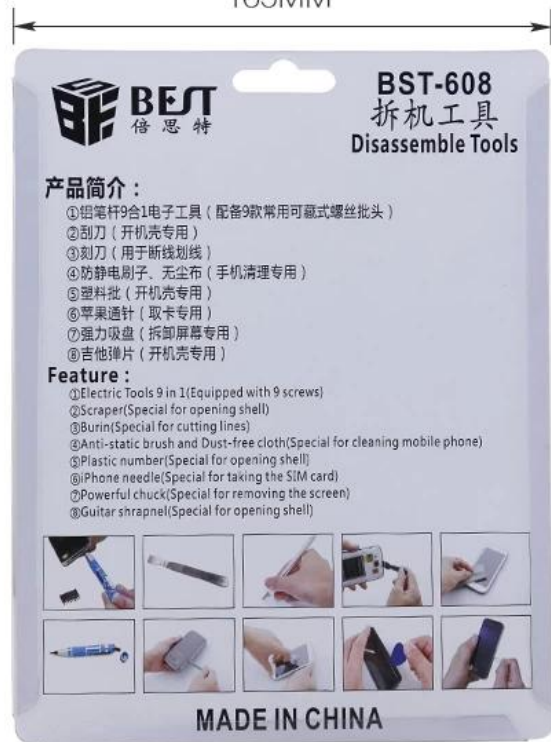 BEST
倍思特
BST-608
拆机工具
Disassemble Tools
产品简介：
①铝笔杆9合1电子工具（配备9款常用可藏式螺丝批头）
②刮刀（开机壳专用）
③刻刀（用于断线划线）
④防静电刷子、无尘布（手机清理专用）
⑤塑料批（开机壳专用）
⑥苹果通针（取卡专用）
⑦强力吸盘（拆卸屏幕专用）
⑧吉他弹片（开机壳专用）
Feature：
①Electric Tools 9 in 1(Equipped with 9 screws)
②Scraper(Special for opening shell)
③Burin(Special for cutting lines)
④Anti-static brush and Dust-free cloth(Special for cleaning mobile phone)
⑤Plastic number(Special for opening shell)
⑥iPhone needle(Special for taking the SIM card)
⑦Powerful chuck(Special for removing the screen)
⑧Guitar shrapnel(Special for opening shell)
MADE IN CHINA